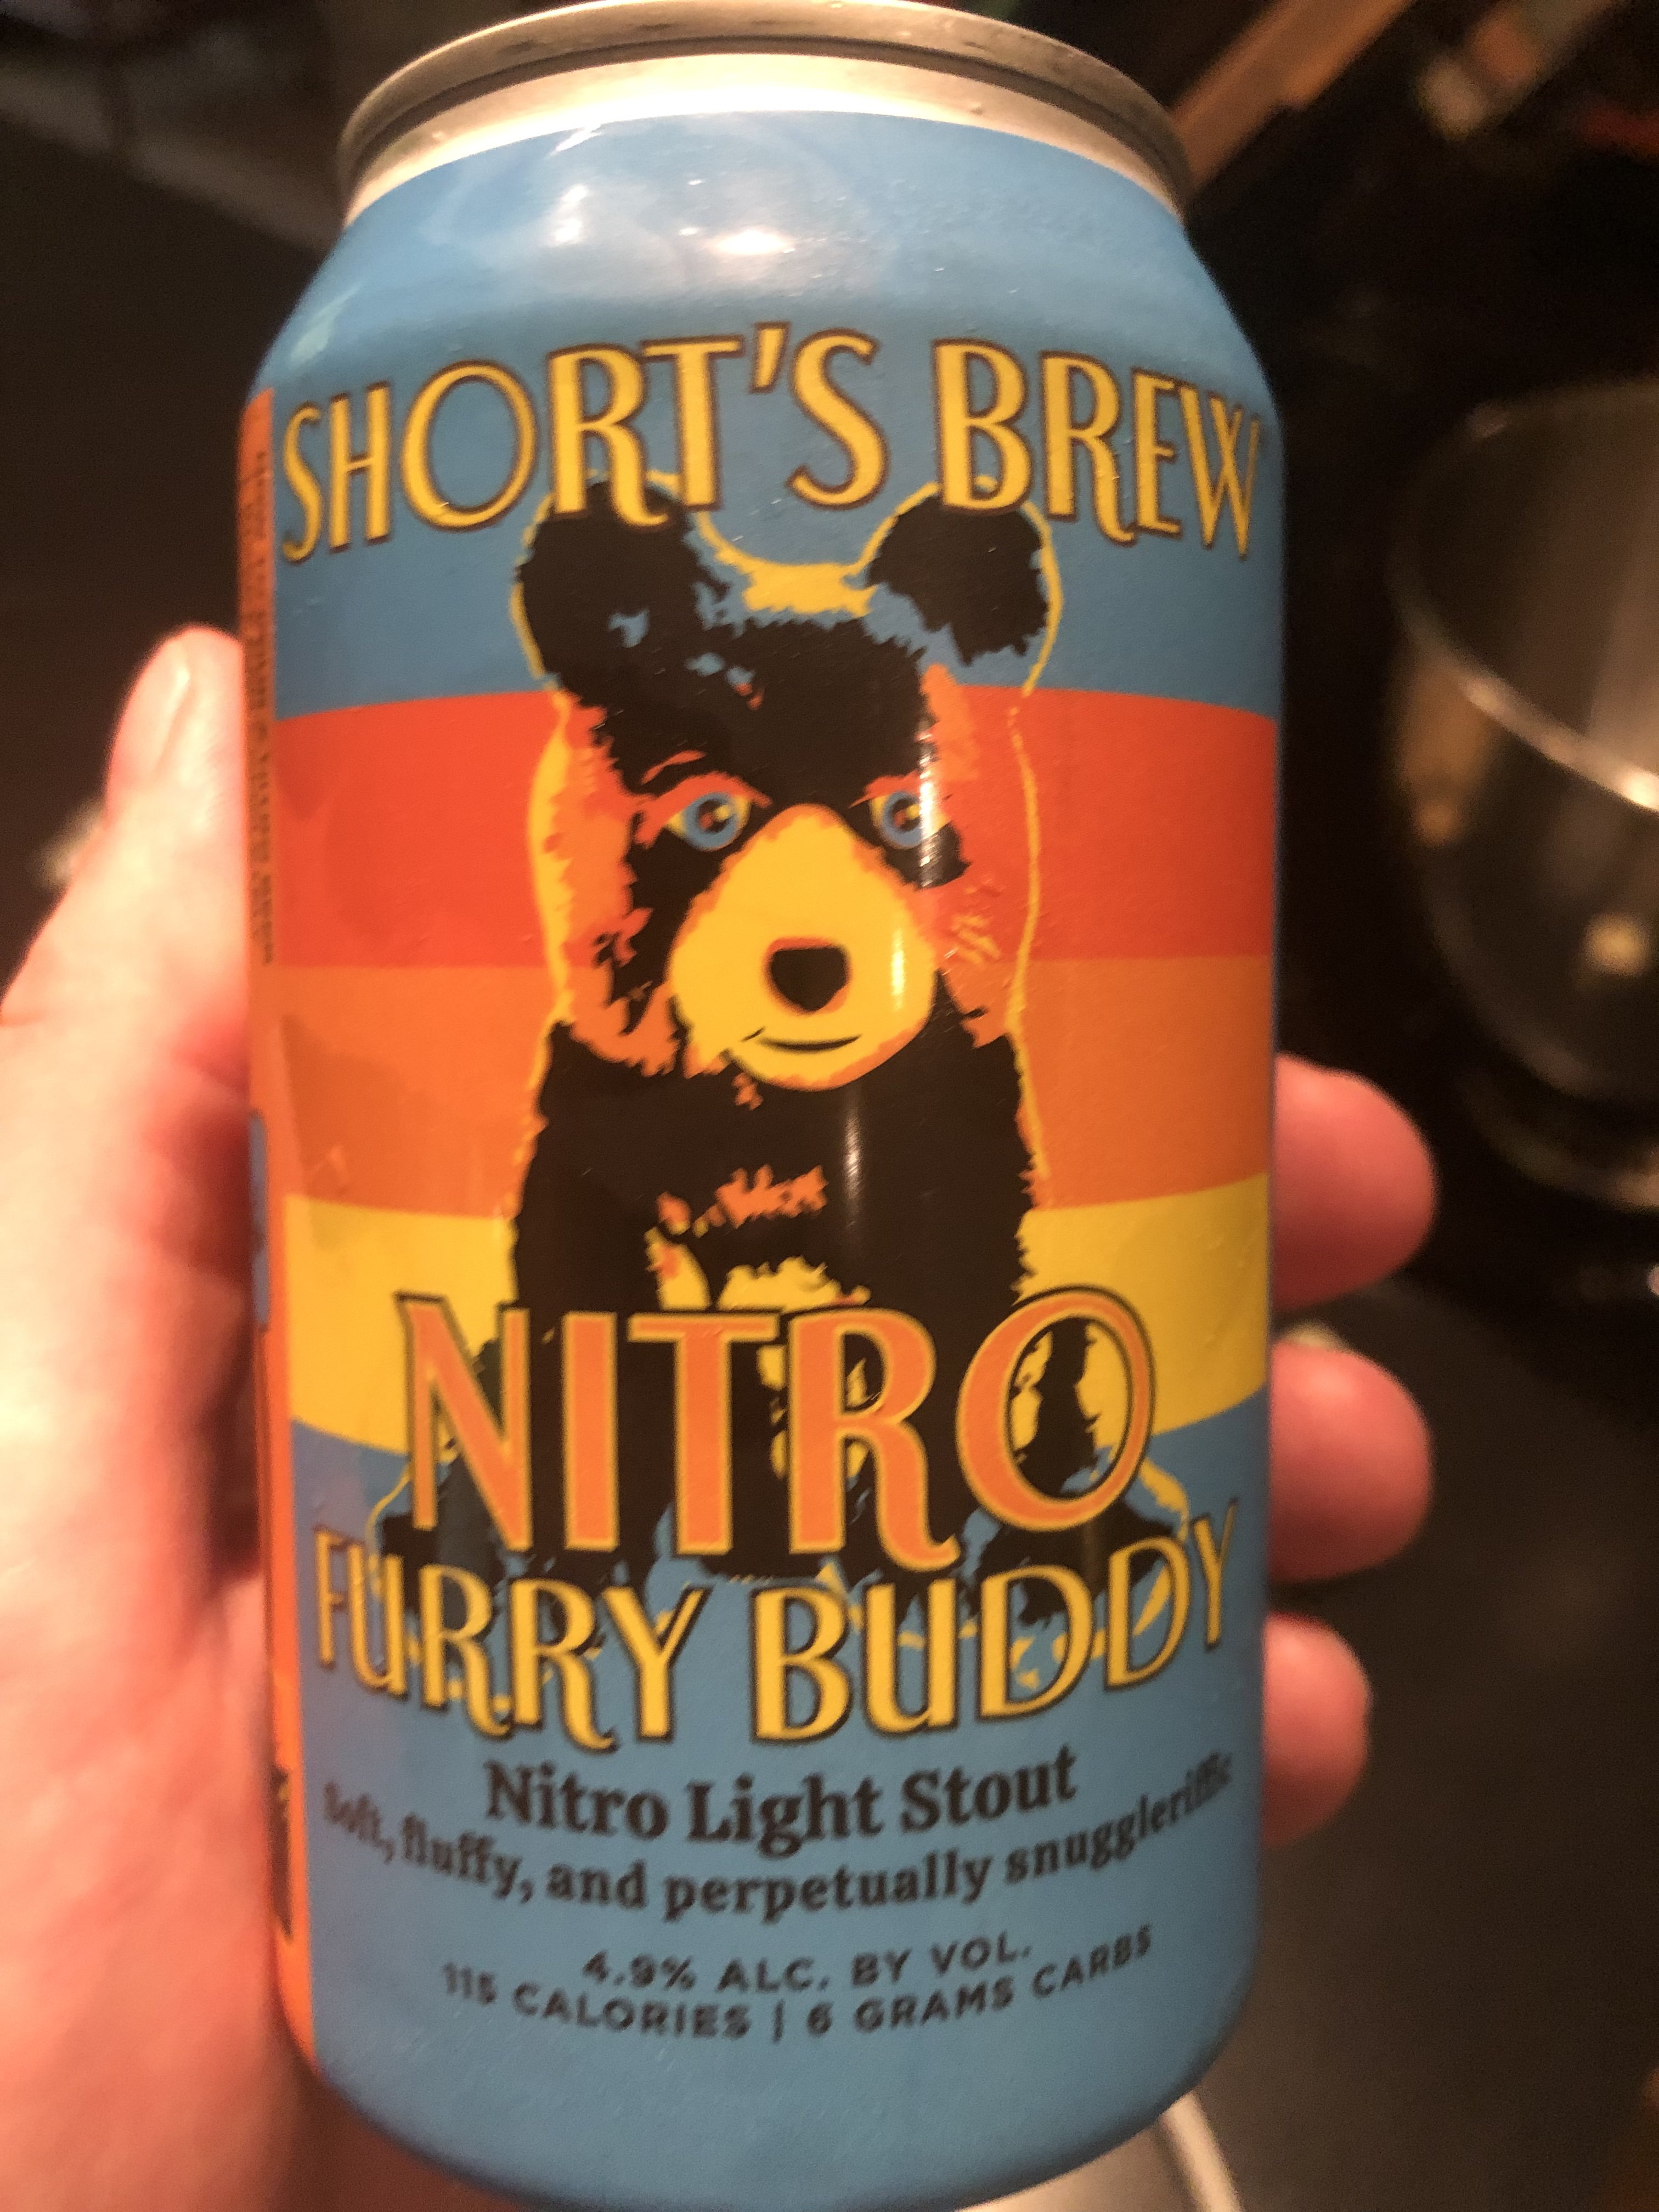 SHORT'S BREW
NITRO
FURRY BUDDY
Nitro Light Stout
Soft, fluffy, and perpetually snuggleriffic
4.9% ALC. BY VOL.
115 CALORIES | 6 GRAMS CARBS